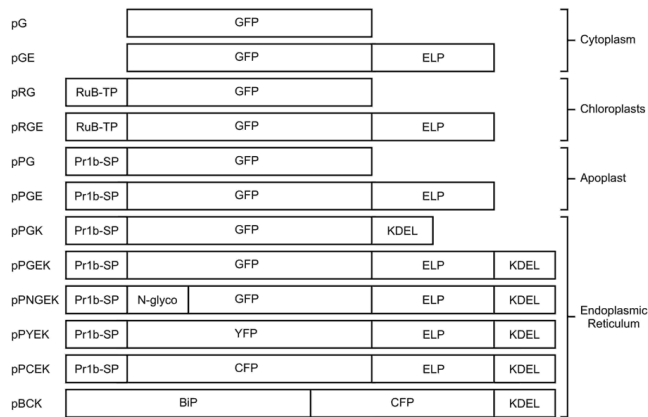 pG GFP
pGE GFP ELP
Cytoplasm
pRG RuB-TP GFP
pRGE RuB-TP GFP ELP
Chloroplasts
pPG Pr1b-SP GFP
pPGE Pr1b-SP GFP ELP
Apoplast
pPGK Pr1b-SP GFP KDEL
pPGEK Pr1b-SP GFP ELP KDEL
pPNGEK Pr1b-SP N-glyco GFP ELP KDEL
pPYEK Pr1b-SP YFP ELP KDEL
pPCEK Pr1b-SP CFP ELP KDEL
pBCK BiP CFP KDEL
Endoplasmic
Reticulum